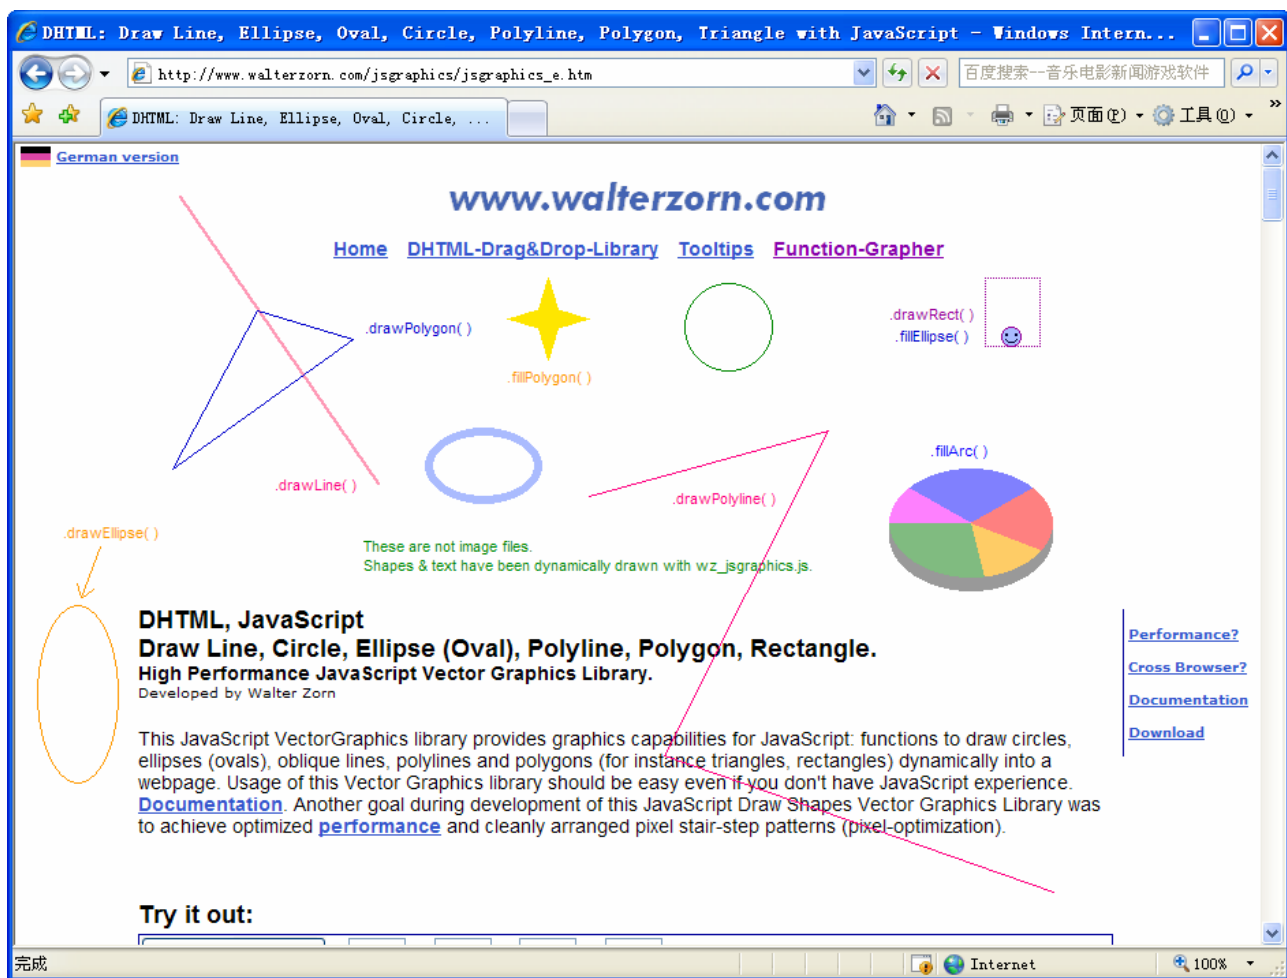 DHTML: Draw Line, Ellipse, Oval, Circle, Polyline, Polygon, Triangle with JavaScript - Windows Intern...
http://www.walterzorn.com/jsgraphics/jsgraphics_e.htm
百度搜索--音乐电影新闻游戏软件
DHTML: Draw Line, Ellipse, Oval, Circle, ...
页面(P)
工具(O)
»
German version
www.walterzorn.com
Home DHTML-Drag&Drop-Library Tooltips Function-Grapher
.drawPolygon( )
.drawRect( )
.fillEllipse( )
.fillPolygon( )
.fillArc( )
.drawLine( )
.drawPolyline( )
.drawEllipse( )
These are not image files.
Shapes & text have been dynamically drawn with wz_jsgraphics.js.
DHTML, JavaScript
Draw Line, Circle, Ellipse (Oval), Polyline, Polygon, Rectangle.
High Performance JavaScript Vector Graphics Library.
Developed by Walter Zorn
Performance?
Cross Browser?
Documentation
Download
This JavaScript VectorGraphics library provides graphics capabilities for JavaScript: functions to draw circles,
ellipses (ovals), oblique lines, polylines and polygons (for instance triangles, rectangles) dynamically into a
webpage. Usage of this Vector Graphics library should be easy even if you don't have JavaScript experience.
Documentation. Another goal during development of this JavaScript Draw Shapes Vector Graphics Library was
to achieve optimized performance and cleanly arranged pixel stair-step patterns (pixel-optimization).
Try it out:
完成
Internet
100%